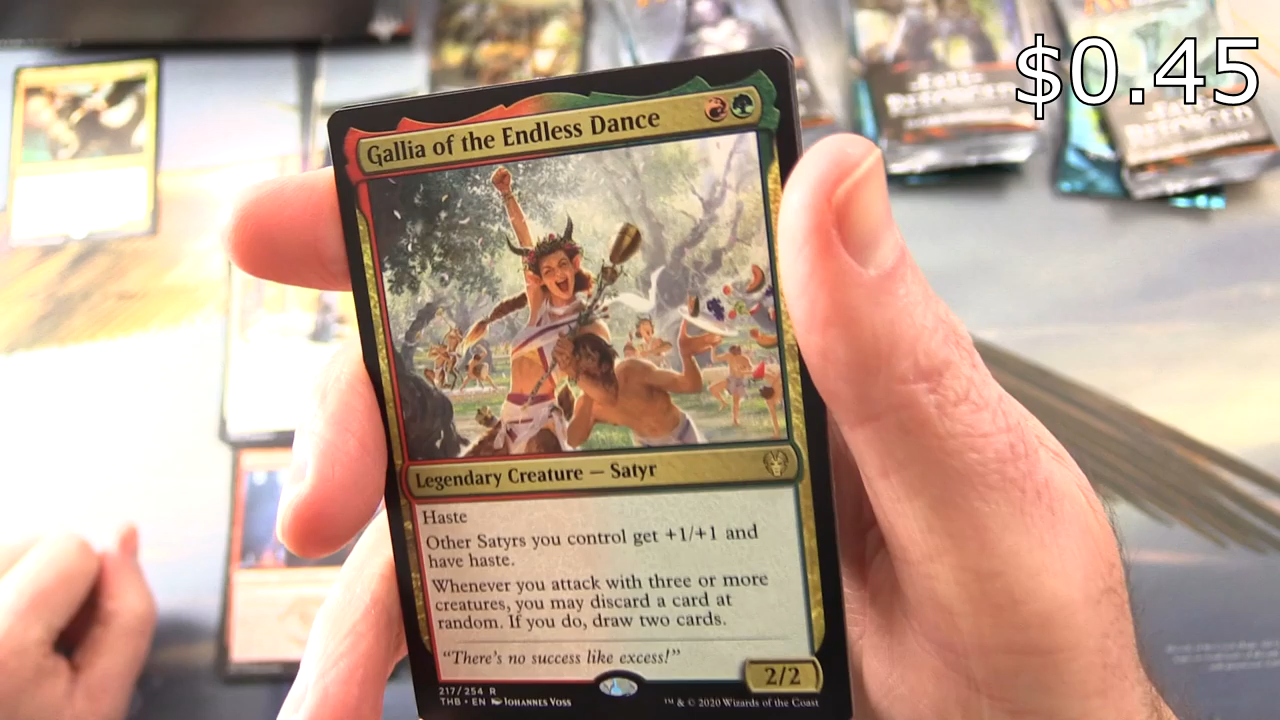 $0.45
Gallia of the Endless Dance
Legendary Creature — Satyr
Haste
Other Satyrs you control get +1/+1 and
have haste.
Whenever you attack with three or more
creatures, you may discard a card at
random. If you do, draw two cards.
"There's no success like excess!"
2/2
217/254 R
THB • EN Johannes Voss
™ & © 2020 Wizards of the Coast